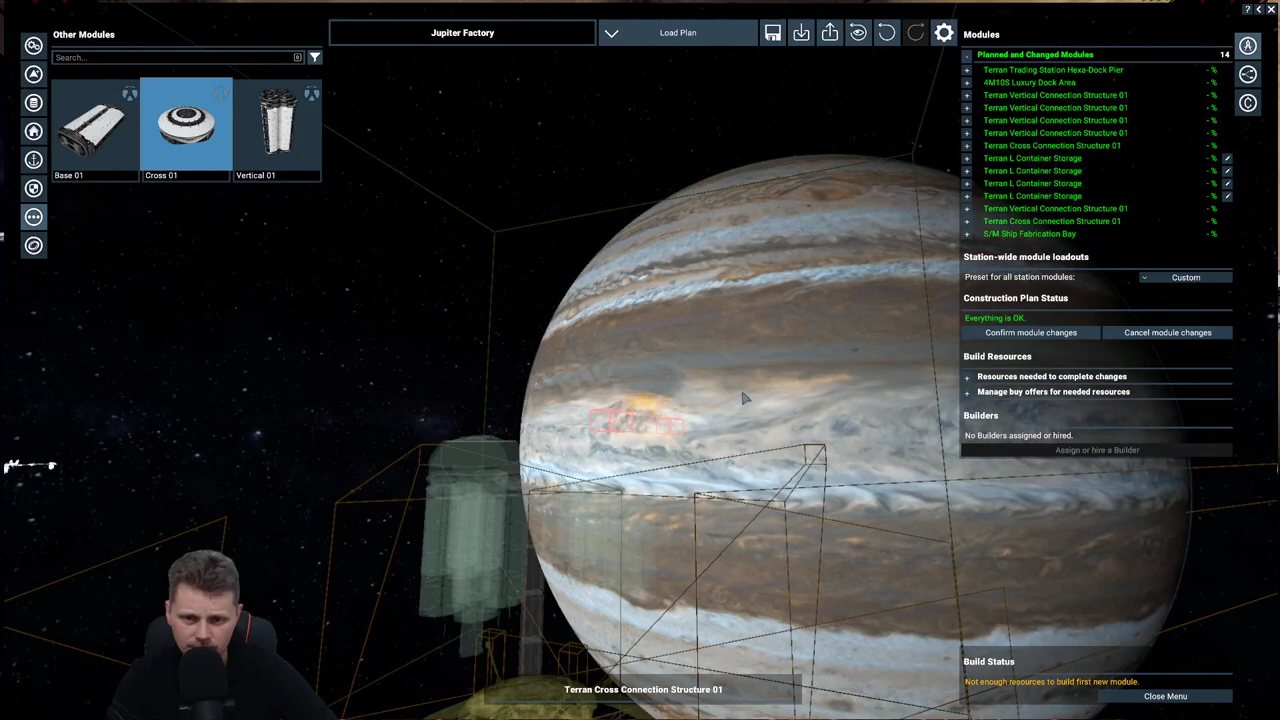 Other Modules
Search...
Base 01
Cross 01
Vertical 01
Jupiter Factory
Load Plan
Modules
Planned and Changed Modules 14
Terran Trading Station Hexa-Dock Pier - %
4M10S Luxury Dock Area - %
Terran Vertical Connection Structure 01 - %
Terran Vertical Connection Structure 01 - %
Terran Vertical Connection Structure 01 - %
Terran Vertical Connection Structure 01 - %
Terran Cross Connection Structure 01 - %
Terran L Container Storage - %
Terran L Container Storage - %
Terran L Container Storage - %
Terran L Container Storage - %
Terran Vertical Connection Structure 01 - %
Terran Cross Connection Structure 01 - %
S/M Ship Fabrication Bay - %
Station-wide module loadouts
Preset for all station modules: Custom
Construction Plan Status
Everything is OK.
Confirm module changes Cancel module changes
Build Resources
Resources needed to complete changes
Manage buy offers for needed resources
Builders
No Builders assigned or hired.
Assign or hire a Builder
Build Status
Not enough resources to build first new module.
Close Menu
Terran Cross Connection Structure 01